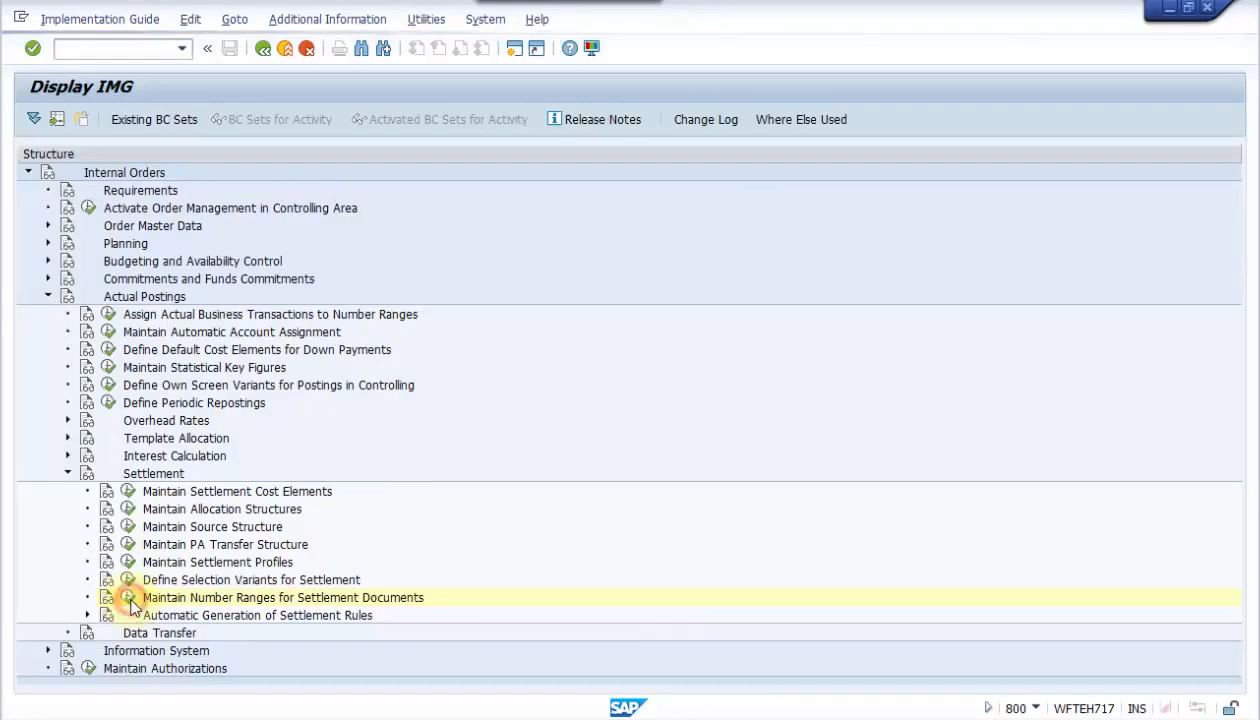 Implementation Guide Edit Goto Additional Information Utilities System Help
Display IMG
Existing BC Sets BC Sets for Activity Activated BC Sets for Activity Release Notes Change Log Where Else Used
Structure
Internal Orders
Requirements
Activate Order Management in Controlling Area
Order Master Data
Planning
Budgeting and Availability Control
Commitments and Funds Commitments
Actual Postings
Assign Actual Business Transactions to Number Ranges
Maintain Automatic Account Assignment
Define Default Cost Elements for Down Payments
Maintain Statistical Key Figures
Define Own Screen Variants for Postings in Controlling
Define Periodic Repostings
Overhead Rates
Template Allocation
Interest Calculation
Settlement
Maintain Settlement Cost Elements
Maintain Allocation Structures
Maintain Source Structure
Maintain PA Transfer Structure
Maintain Settlement Profiles
Define Selection Variants for Settlement
Maintain Number Ranges for Settlement Documents
Automatic Generation of Settlement Rules
Data Transfer
Information System
Maintain Authorizations
SAP 800 WFTEH717 INS